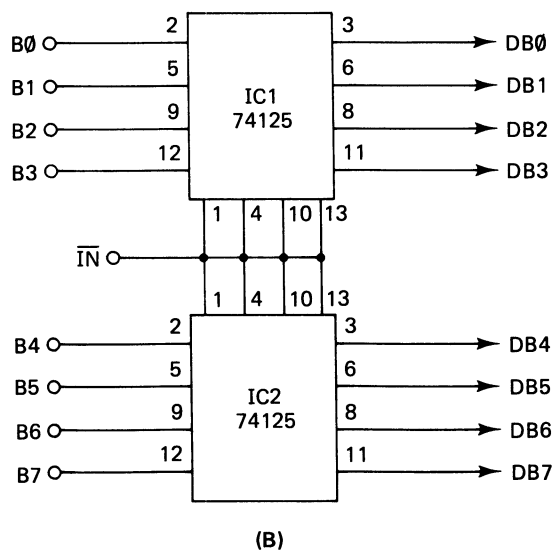 BØ 2 3 DBØ
B1 5 6 DB1
IC1
74125
B2 9 8 DB2
B3 12 11 DB3
1 4 10 13
IN
1 4 10 13
B4 2 3 DB4
B5 5 6 DB5
IC2
74125
B6 9 8 DB6
B7 12 11 DB7
(B)